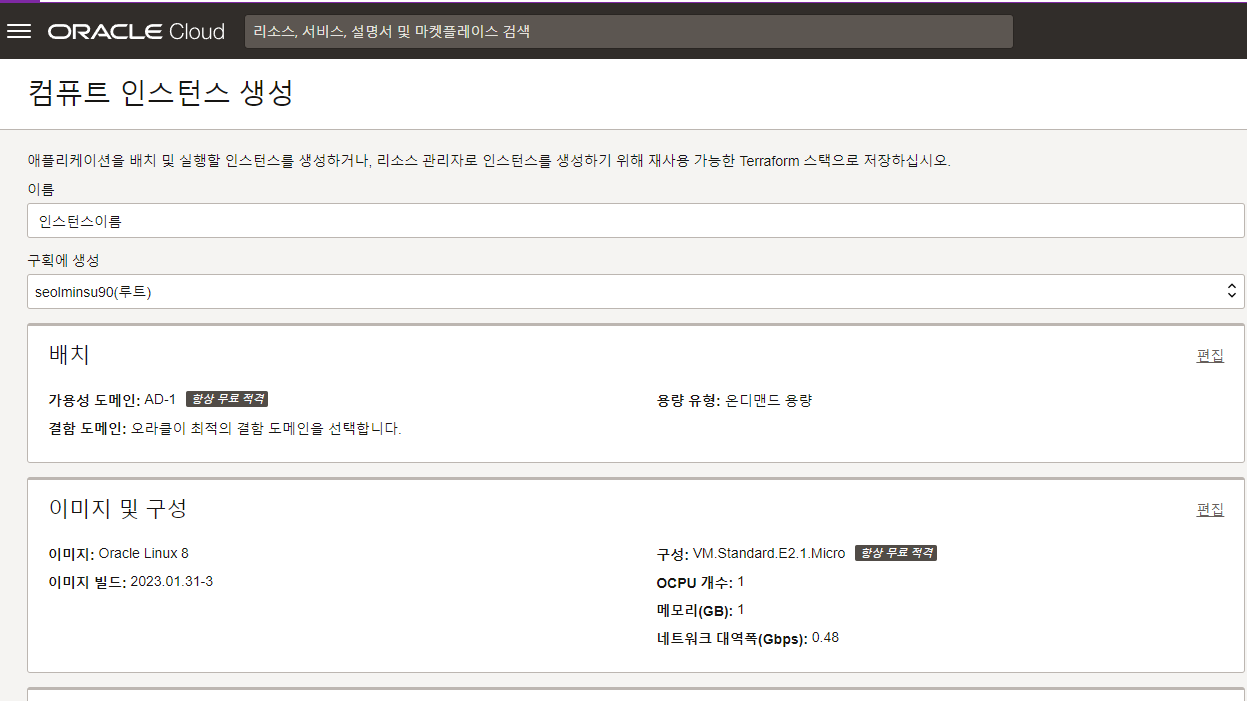 ORACLE Cloud 리소스, 서비스, 설명서 및 마켓플레이스 검색
컴퓨트 인스턴스 생성
애플리케이션을 배치 및 실행할 인스턴스를 생성하거나, 리소스 관리자로 인스턴스를 생성하기 위해 재사용 가능한 Terraform 스택으로 저장하십시오.
이름
인스턴스이름
구획에 생성
seolminsu90(루트)
배치 편집
가용성 도메인: AD-1 항상 무료 적격 용량 유형: 온디맨드 용량
결함 도메인: 오라클이 최적의 결함 도메인을 선택합니다.
이미지 및 구성 편집
이미지: Oracle Linux 8 구성: VM.Standard.E2.1.Micro 항상 무료 적격
이미지 빌드: 2023.01.31-3 OCPU 개수: 1
메모리(GB): 1
네트워크 대역폭(Gbps): 0.48